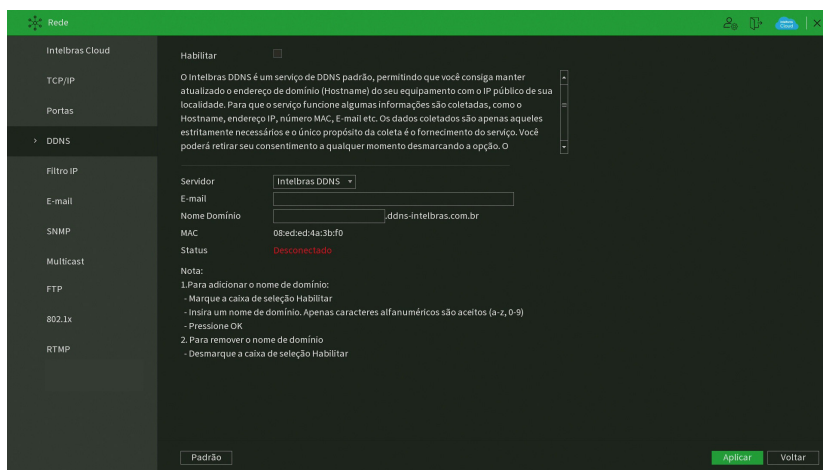 Rede
Intelbras Cloud
TCP/IP
Portas
> DDNS
Filtro IP
E-mail
SNMP
Multicast
FTP
802.1x
RTMP
Habilitar
O Intelbras DDNS é um serviço de DDNS padrão, permitindo que você consiga manter
atualizado o endereço de domínio (Hostname) do seu equipamento com o IP público de sua
localidade. Para que o serviço funcione algumas informações são coletadas, como o
Hostname, endereço IP, número MAC, E-mail etc. Os dados coletados são apenas aqueles
estritamente necessários e o único propósito da coleta é o fornecimento do serviço. Você
poderá retirar seu consentimento a qualquer momento desmarcando a opção. O
Servidor Intelbras DDNS
E-mail
Nome Domínio .ddns-intelbras.com.br
MAC 08:ed:ed:4a:3b:f0
Status Desconectado
Nota:
1.Para adicionar o nome de domínio:
- Marque a caixa de seleção Habilitar
- Insira um nome de domínio. Apenas caracteres alfanuméricos são aceitos (a-z, 0-9)
- Pressione OK
2. Para remover o nome de domínio
- Desmarque a caixa de seleção Habilitar
Padrão Aplicar Voltar